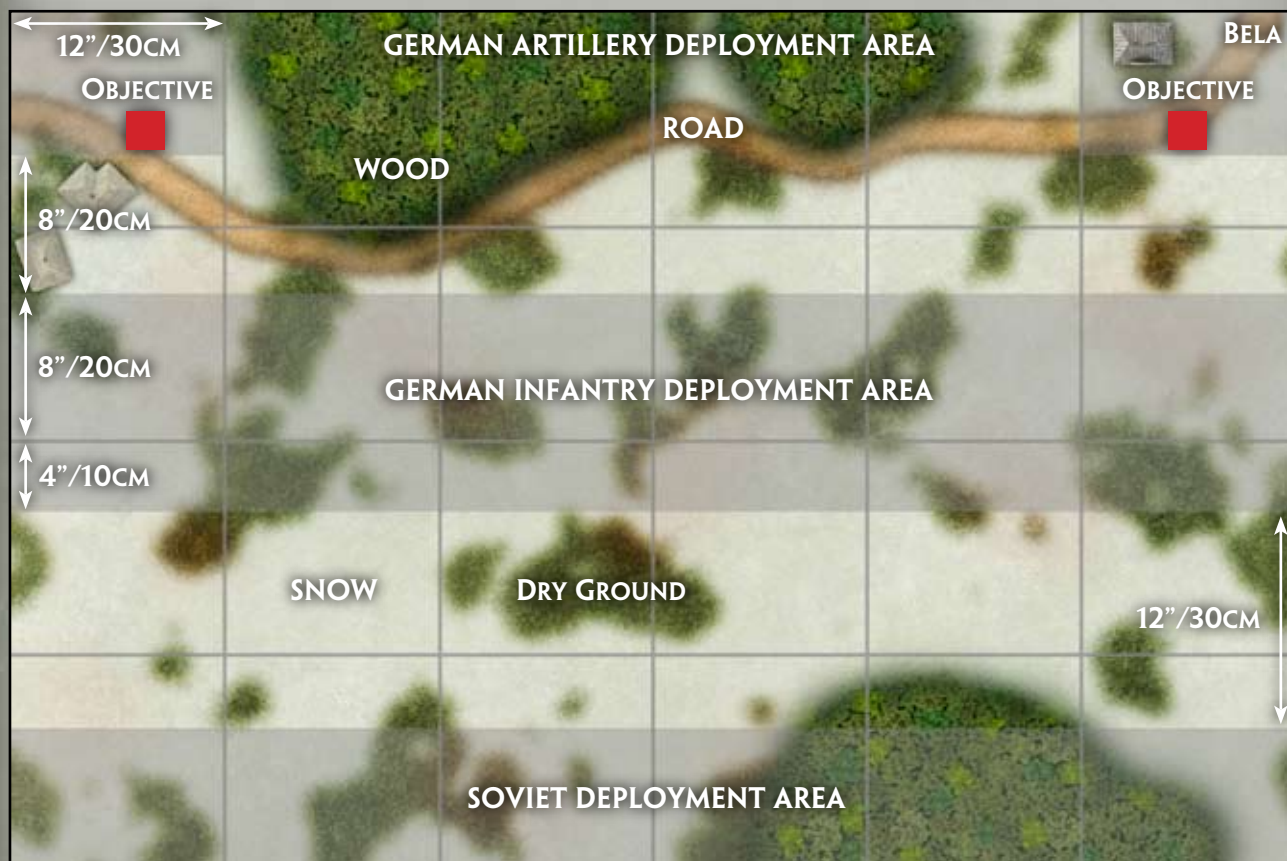 12”/30CM
GERMAN ARTILLERY DEPLOYMENT AREA
BELA
OBJECTIVE
OBJECTIVE
ROAD
WOOD
8”/20CM
8”/20CM
GERMAN INFANTRY DEPLOYMENT AREA
4”/10CM
SNOW
DRY GROUND
12”/30CM
SOVIET DEPLOYMENT AREA